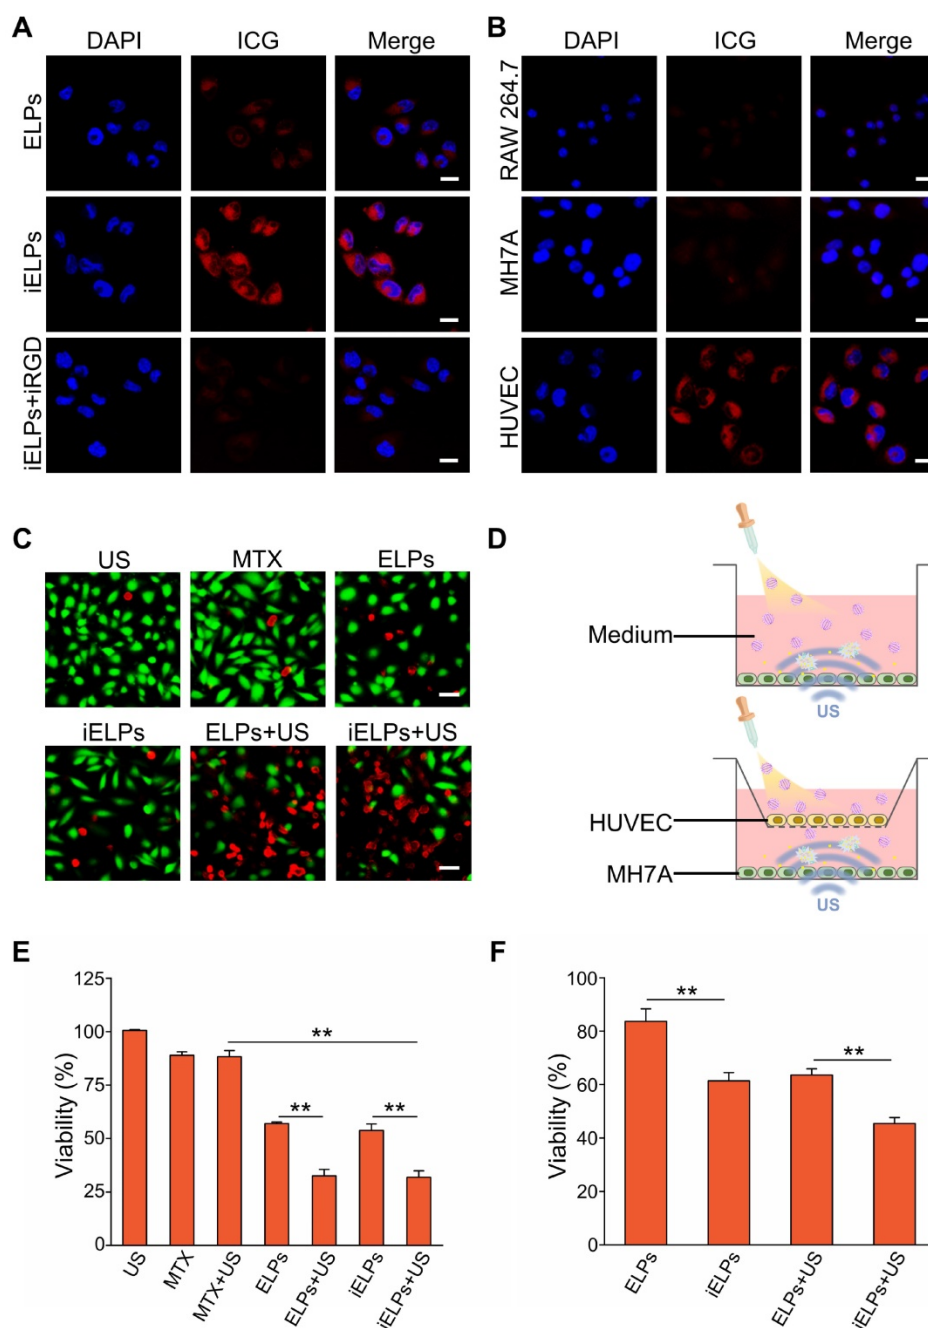 A
DAPI
ICG
Merge
ELPs
iELPs
iELPs+iRGD
B
DAPI
ICG
Merge
RAW 264.7
MH7A
HUVEC
C
US
MTX
ELPs
iELPs
ELPs+US
iELPs+US
D
Medium
US
HUVEC
MH7A
US
E
Viability (%)
125
100
75
50
25
0
**
**
**
US
MTX
MTX+US
ELPs
ELPs+US
iELPs
iELPs+US
F
Viability (%)
100
80
60
40
20
0
**
**
ELPs
iELPs
ELPs+US
iELPs+US